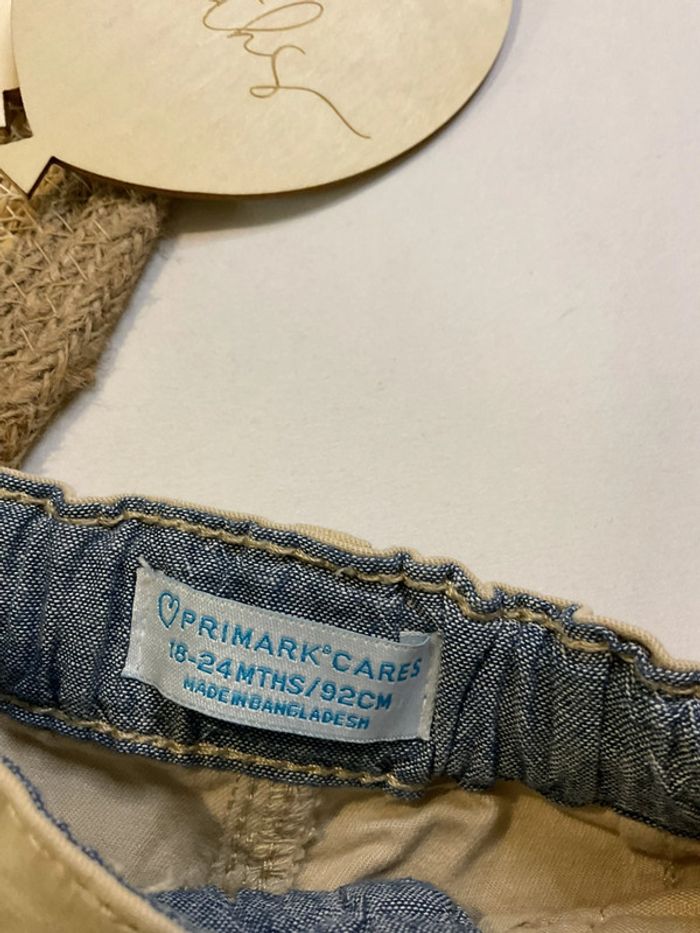 PRIMARK® CARES
18-24 MTHS/92CM
MADE IN BANGLADESH